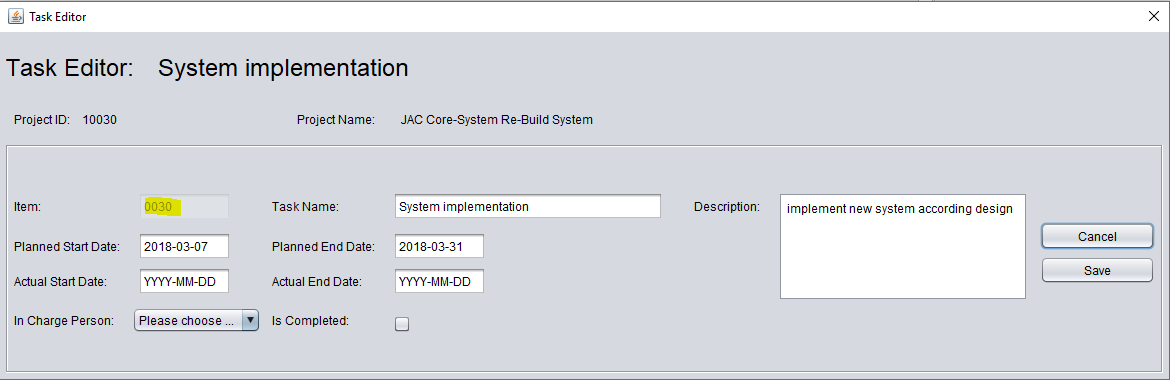 Task Editor
Task Editor: System implementation
Project ID: 10030 Project Name: JAC Core-System Re-Build System
Item: 0030 Task Name: System implementation Description: implement new system according design
Planned Start Date: 2018-03-07 Planned End Date: 2018-03-31
Cancel
Actual Start Date: YYYY-MM-DD Actual End Date: YYYY-MM-DD
Save
In Charge Person: Please choose ... Is Completed: